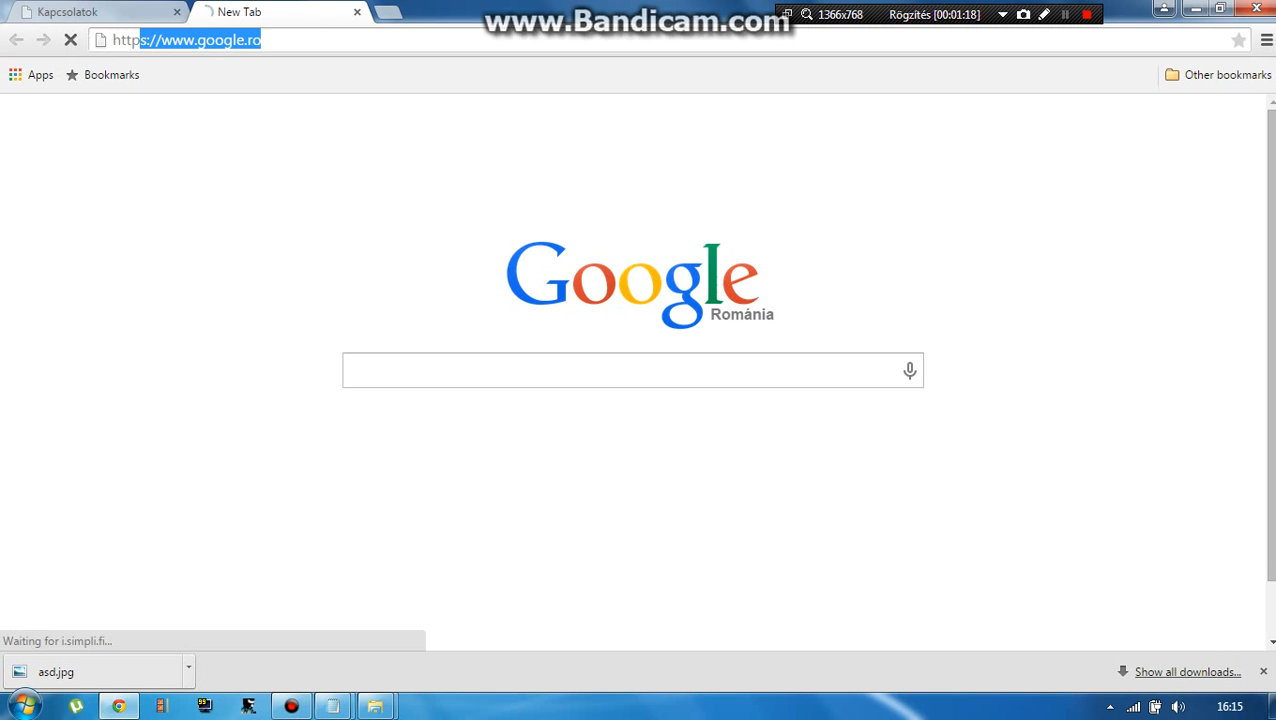 Kapcsolatok
New Tab
www.Bandicam.com
1366x768
Rögzítés [00:01:18]
https://www.google.ro
Apps
Bookmarks
Other bookmarks
Google
Románia
Waiting for i.simpli.fi...
asd.jpg
Show all downloads...
99
16:15